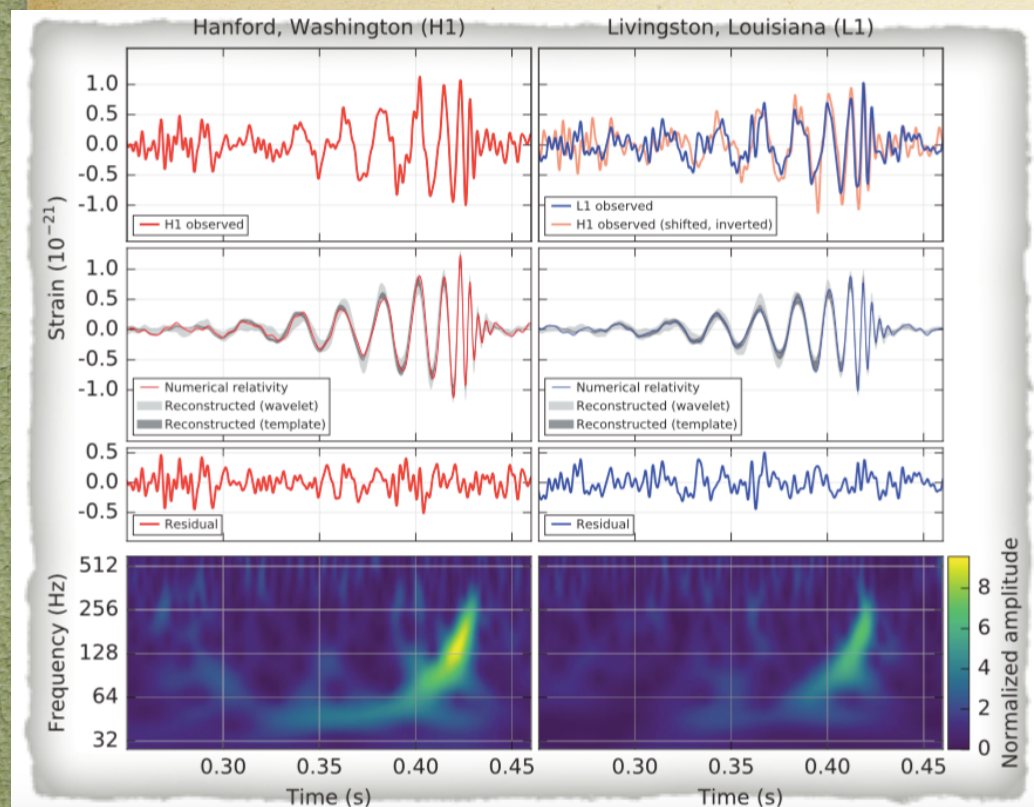 Hanford, Washington (H1)
Livingston, Louisiana (L1)
Strain (10⁻²¹)
1.0
0.5
0.0
-0.5
-1.0
H1 observed
L1 observed
H1 observed (shifted, inverted)
1.0
0.5
0.0
-0.5
-1.0
Numerical relativity
Reconstructed (wavelet)
Reconstructed (template)
Numerical relativity
Reconstructed (wavelet)
Reconstructed (template)
0.5
0.0
-0.5
Residual
Residual
Frequency (Hz)
512
256
128
64
32
Normalized amplitude
8
6
4
2
0
0.30 0.35 0.40 0.45
0.30 0.35 0.40 0.45
Time (s)
Time (s)